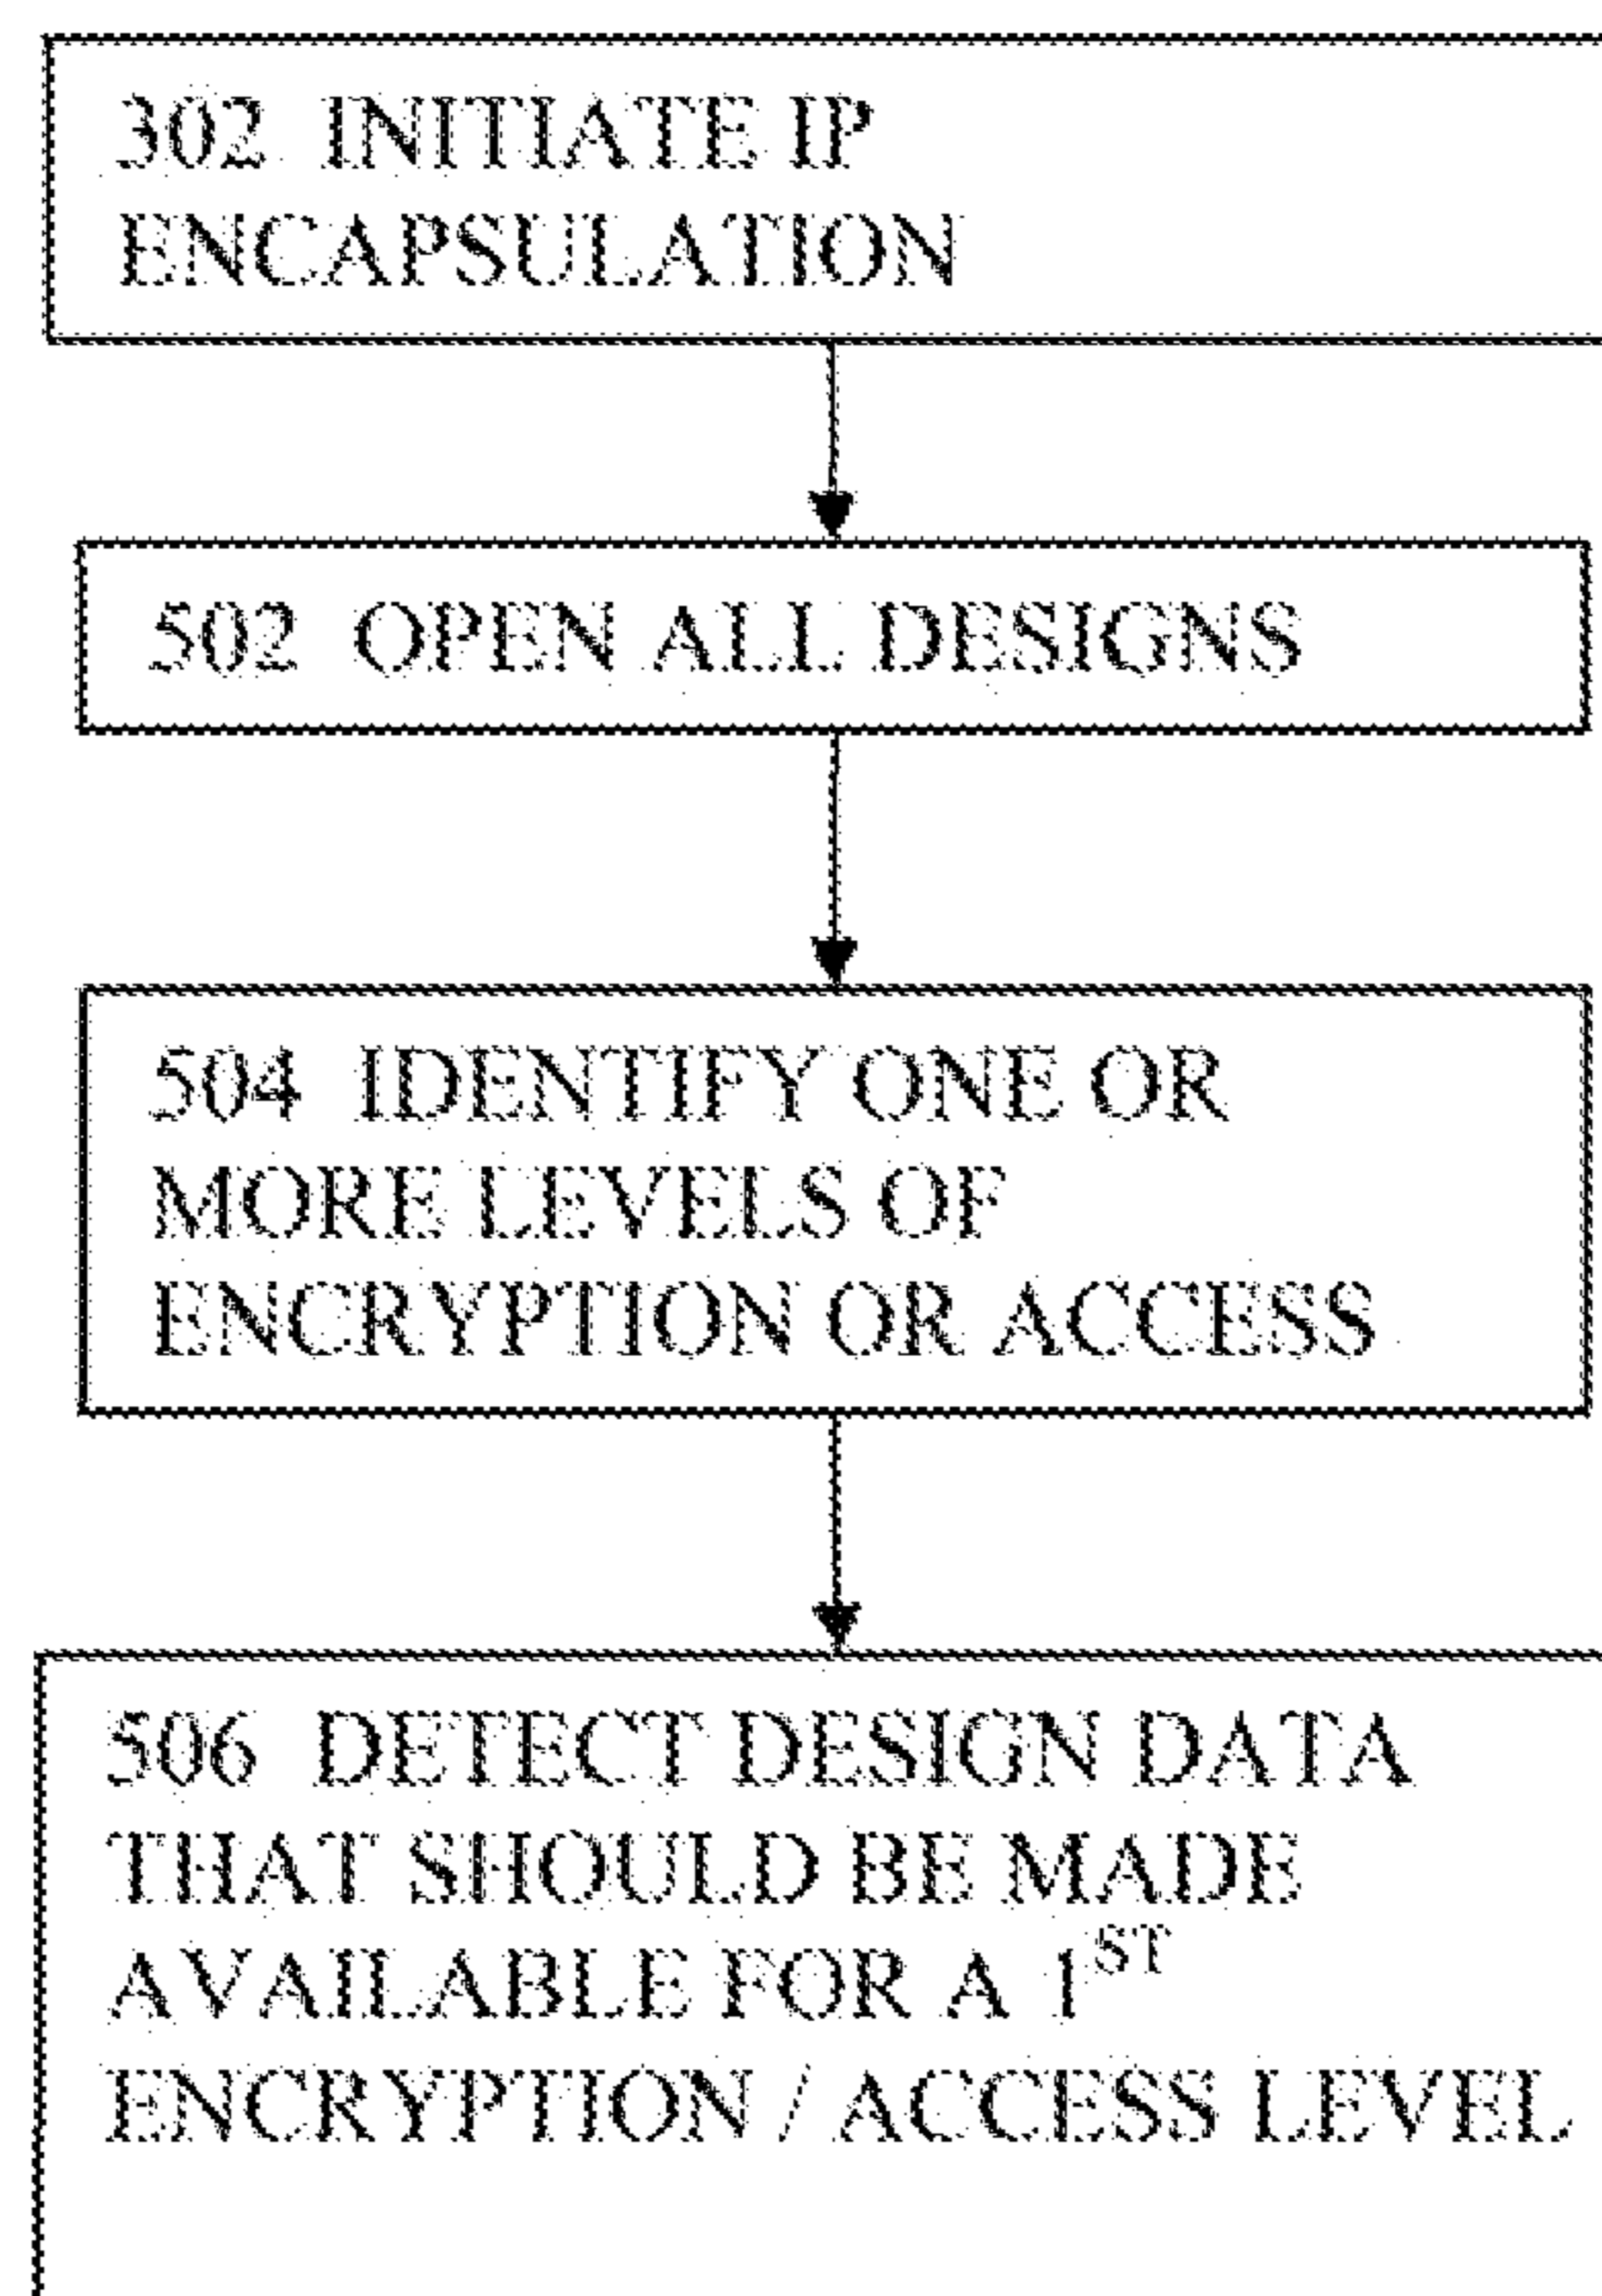 302 INITIATE IP
ENCAPSULATION
502 OPEN ALL DESIGNS
504 IDENTIFY ONE OR
MORE LEVELS OF
ENCRYPTION OR ACCESS
506 DETECT DESIGN DATA
THAT SHOULD BE MADE
AVAILABLE FOR A 1ST
ENCRYPTION / ACCESS LEVEL